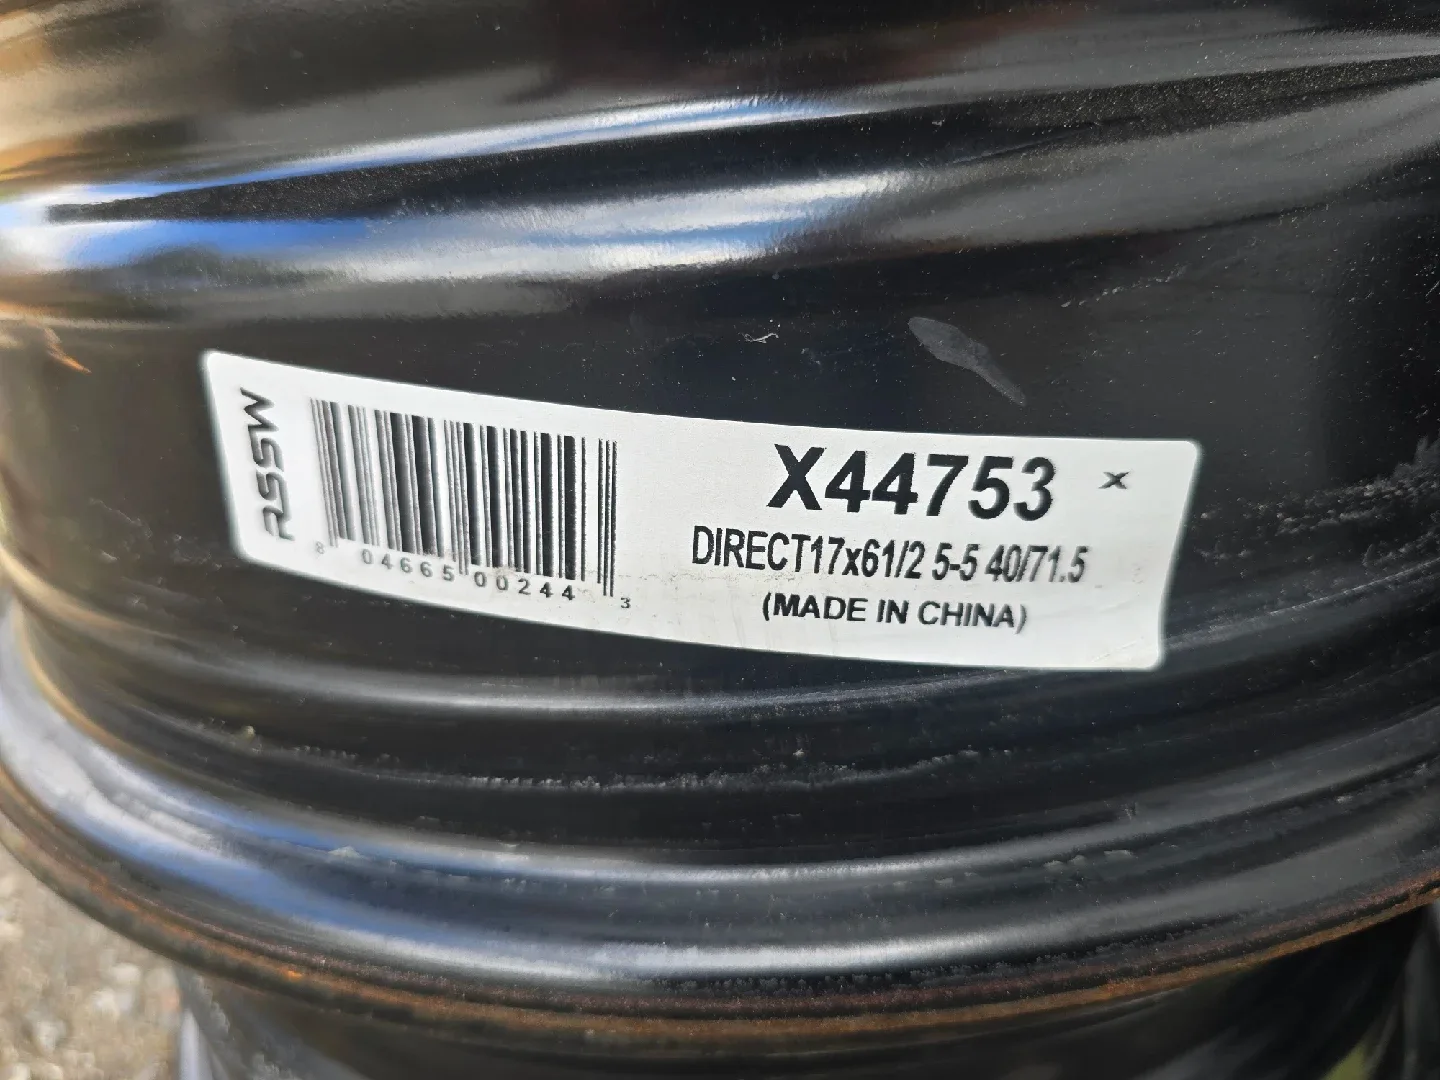 RSSW
8 04665 00244 3
X44753 X
DIRECT17x61/2 5-5 40/71.5
(MADE IN CHINA)